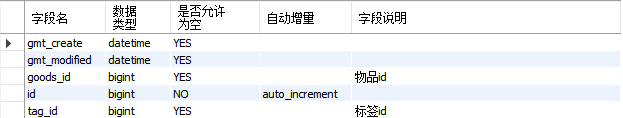 字段名 数据类型 是否允许为空 自动增量 字段说明
gmt_create datetime YES
gmt_modified datetime YES
goods_id bigint YES 物品id
id bigint NO auto_increment
tag_id bigint YES 标签id